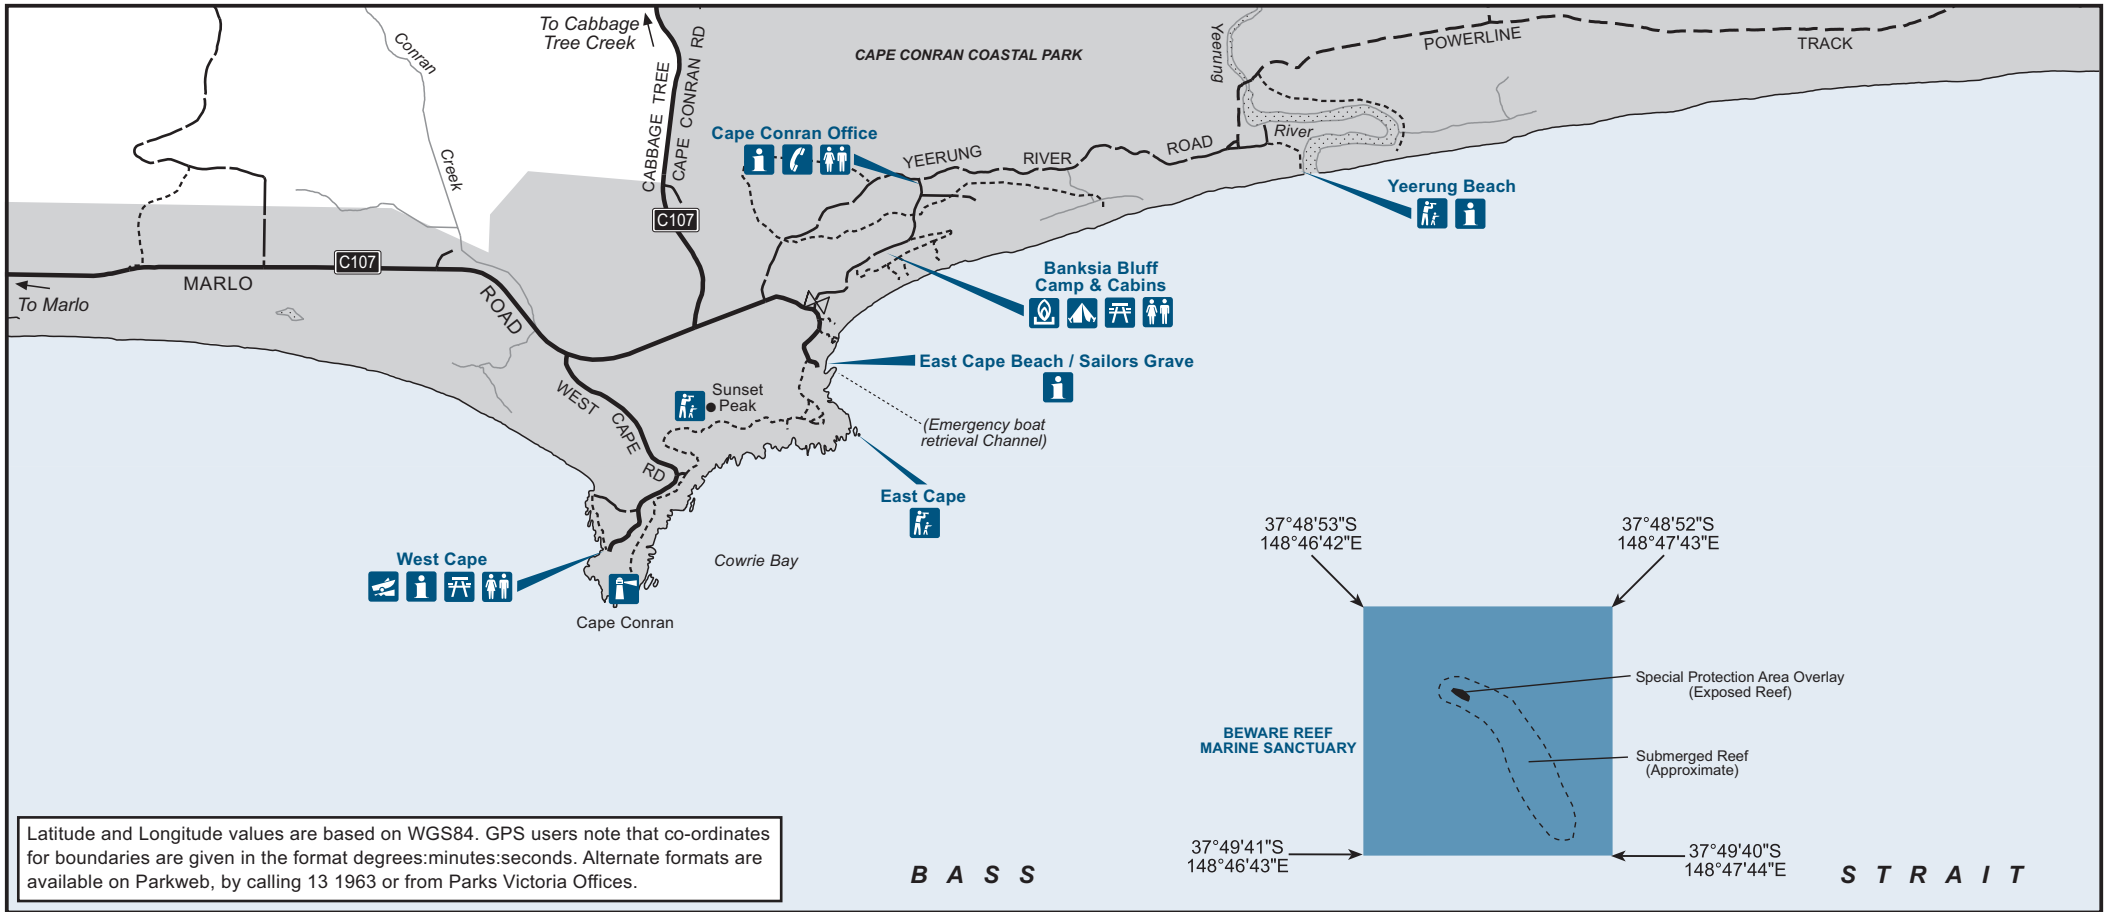 To Cabbage
Tree Creek
Conran
Creek
CABBAGE TREE
CAPE CONRAN RD
CAPE CONRAN COASTAL PARK
Yeerung
River
POWERLINE
TRACK
Cape Conran Office
YEERUNG
RIVER
ROAD
Yeerung Beach
C107
C107
MARLO
ROAD
To Marlo
Banksia Bluff
Camp & Cabins
East Cape Beach / Sailors Grave
Sunset
Peak
WEST
CAPE
RD
(Emergency boat
retrieval Channel)
East Cape
West Cape
Cowrie Bay
Cape Conran
37°48'53"S
148°46'42"E
37°48'52"S
148°47'43"E
Special Protection Area Overlay
(Exposed Reef)
BEWARE REEF
MARINE SANCTUARY
Submerged Reef
(Approximate)
37°49'41"S
148°46'43"E
37°49'40"S
148°47'44"E
BASS
STRAIT
Latitude and Longitude values are based on WGS84. GPS users note that co-ordinates
for boundaries are given in the format degrees:minutes:seconds. Alternate formats are
available on Parkweb, by calling 13 1963 or from Parks Victoria Offices.